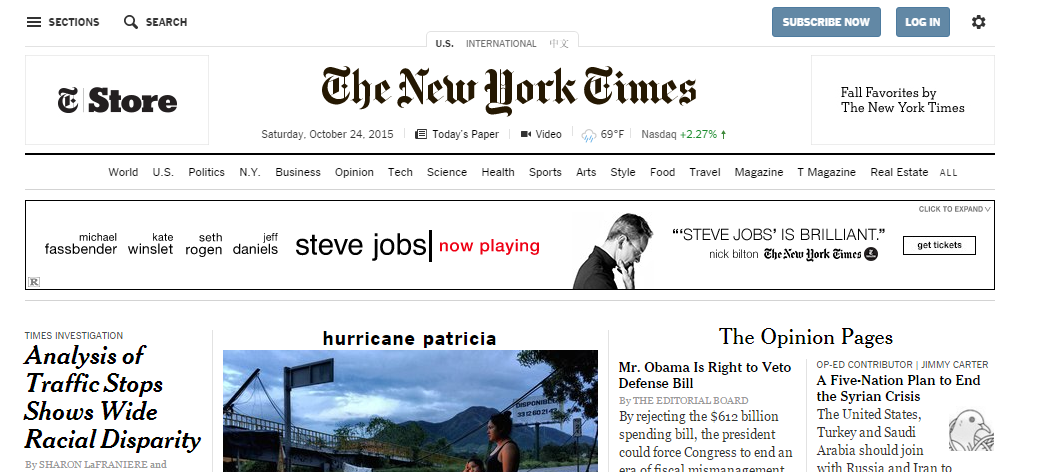 SECTIONS
SEARCH
SUBSCRIBE NOW
LOG IN
U.S.
INTERNATIONAL
中文
T Store
The New York Times
Fall Favorites by
The New York Times
Saturday, October 24, 2015
Today's Paper
Video
69°F
Nasdaq +2.27% ↑
World U.S. Politics N.Y. Business Opinion Tech Science Health Sports Arts Style Food Travel Magazine T Magazine Real Estate ALL
CLICK TO EXPAND
michael
fassbender
kate
winslet
seth
rogen
jeff
daniels
steve jobs
now playing
"'STEVE JOBS' IS BRILLIANT."
nick bilton The New York Times
get tickets
R
TIMES INVESTIGATION
Analysis of
Traffic Stops
Shows Wide
Racial Disparity
By SHARON LaFRANIERE and
hurricane patricia
DISPONIBLE
33 12 60 21 47
The Opinion Pages
Mr. Obama Is Right to Veto
Defense Bill
By THE EDITORIAL BOARD
By rejecting the $612 billion
spending bill, the president
could force Congress to end an
era of fiscal mismanagement
OP-ED CONTRIBUTOR | JIMMY CARTER
A Five-Nation Plan to End
the Syrian Crisis
The United States,
Turkey and Saudi
Arabia should join
with Russia and Iran to